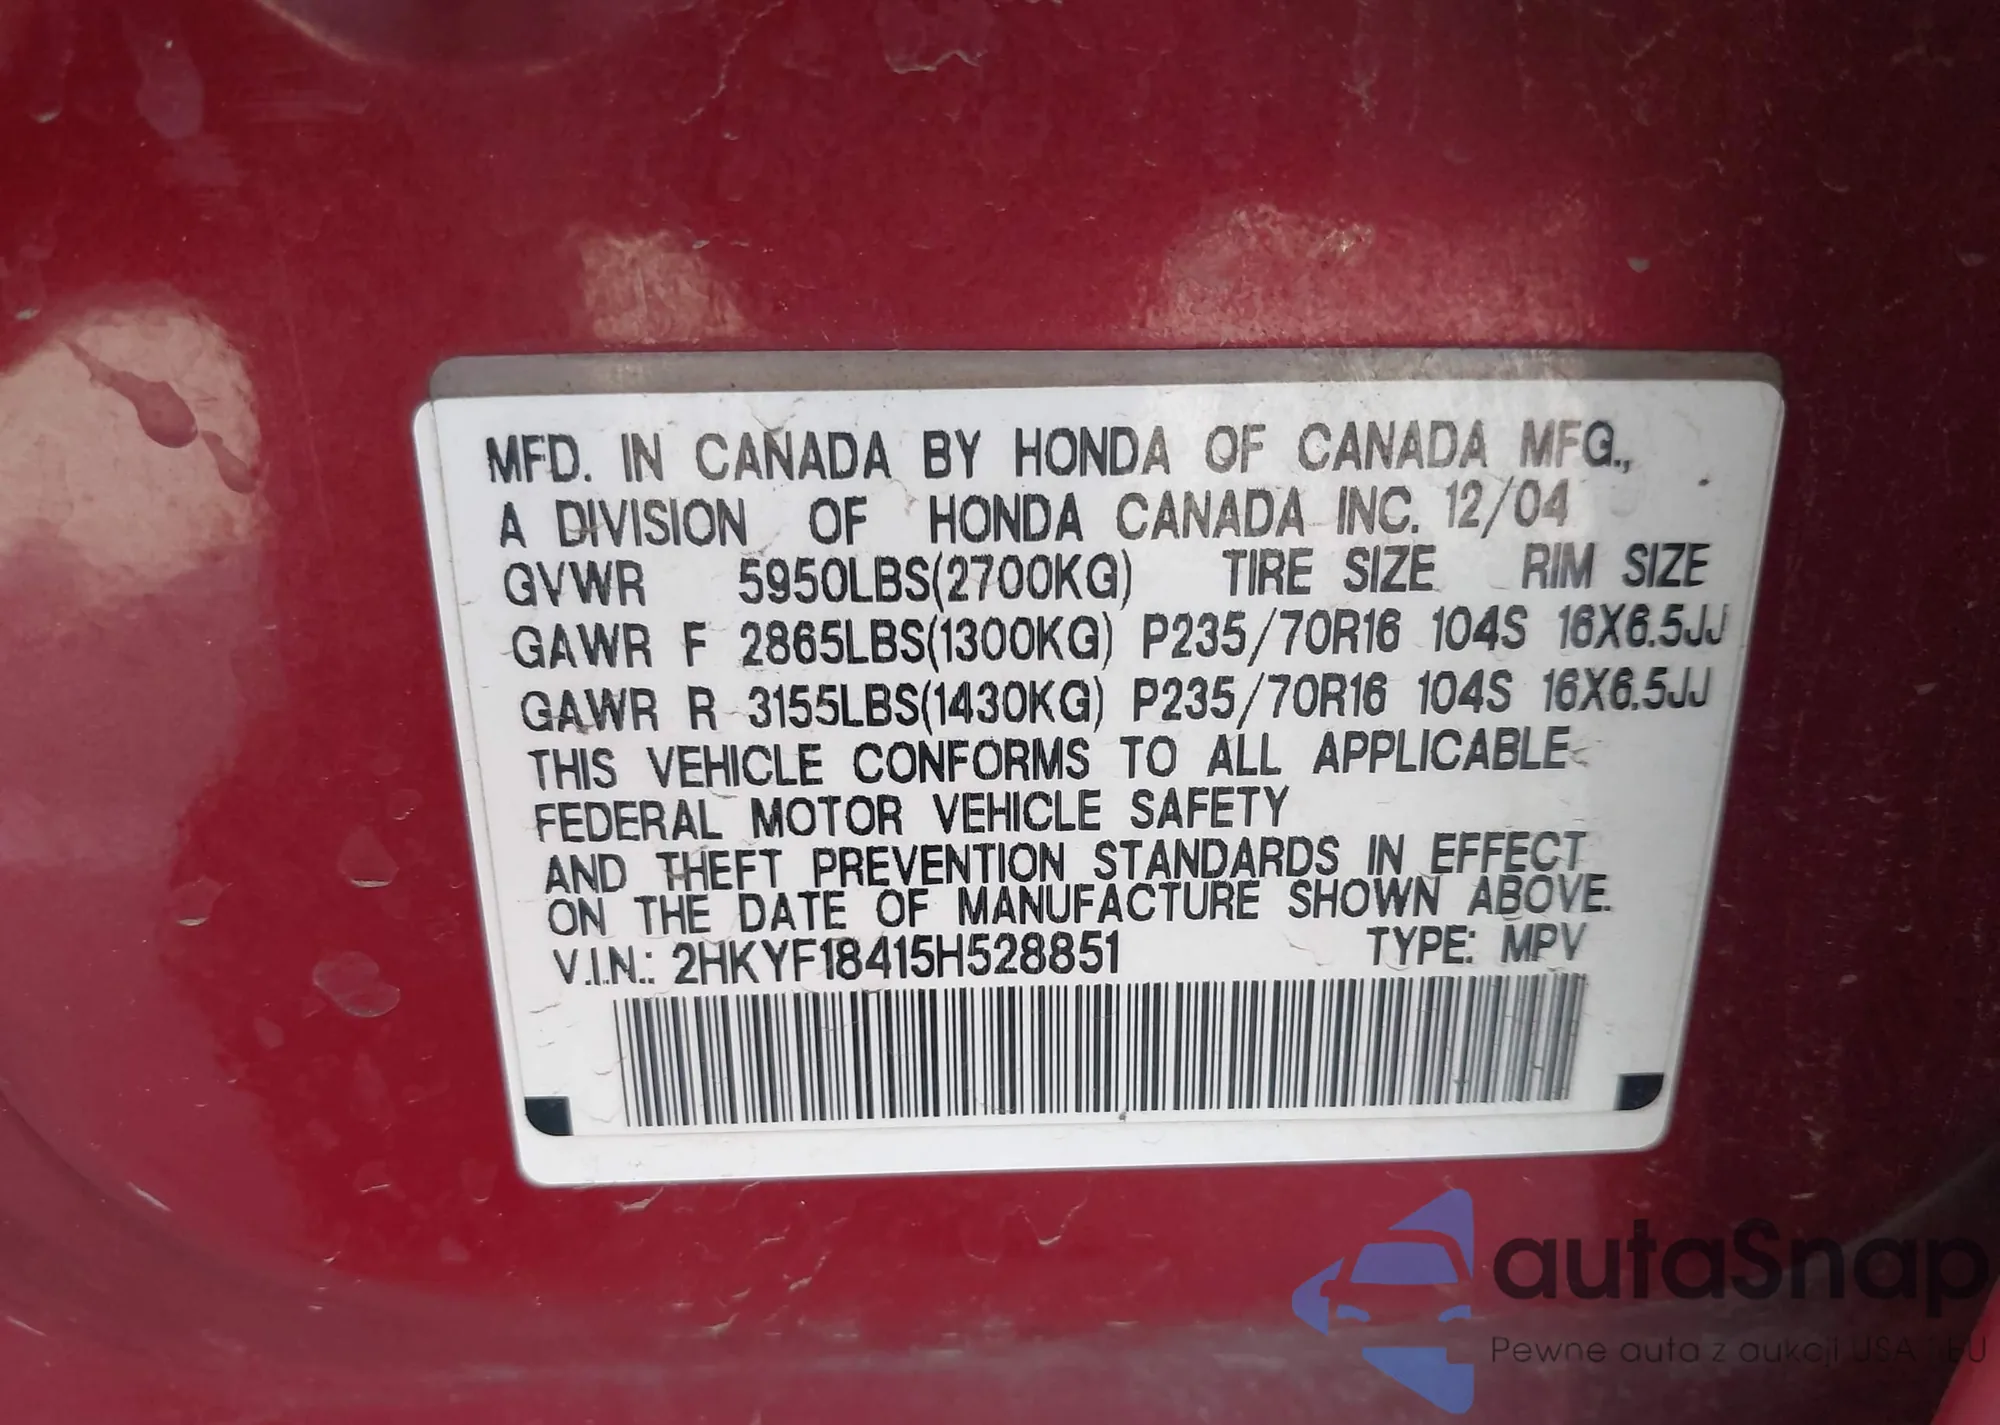 MFD. IN CANADA BY HONDA OF CANADA MFG.,
A DIVISION OF HONDA CANADA INC. 12/04
GVWR 5950LBS(2700KG) TIRE SIZE RIM SIZE
GAWR F 2865LBS(1300KG) P235/70R16 104S 16X6.5JJ
GAWR R 3155LBS(1430KG) P235/70R16 104S 16X6.5JJ
THIS VEHICLE CONFORMS TO ALL APPLICABLE
FEDERAL MOTOR VEHICLE SAFETY
AND THEFT PREVENTION STANDARDS IN EFFECT
ON THE DATE OF MANUFACTURE SHOWN ABOVE.
V.I.N.: 2HKYF18415H528851 TYPE: MPV
autaSnap
Pewne auta z aukcji USA i EU